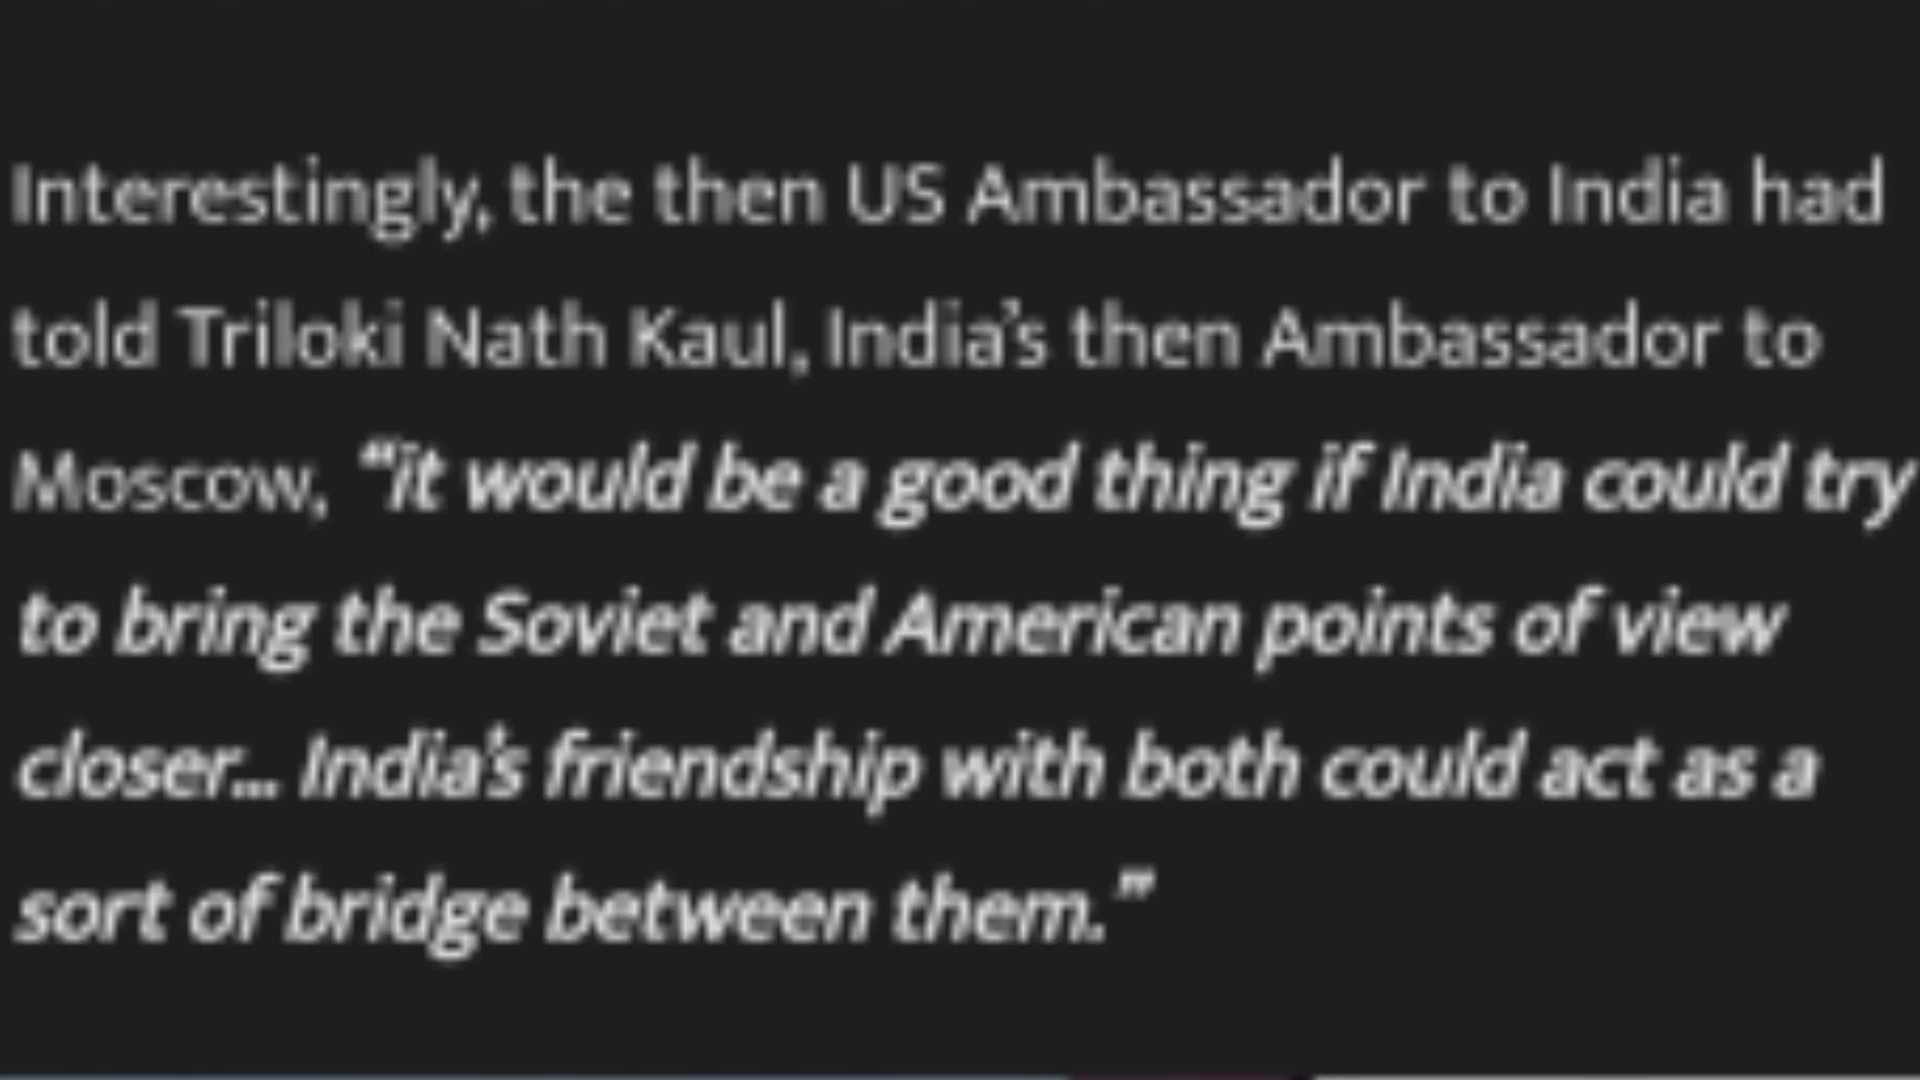 Interestingly, the then US Ambassador to India had
told Triloki Nath Kaul, India’s then Ambassador to
Moscow, “it would be a good thing if India could try
to bring the Soviet and American points of view
closer... India’s friendship with both could act as a
sort of bridge between them.”